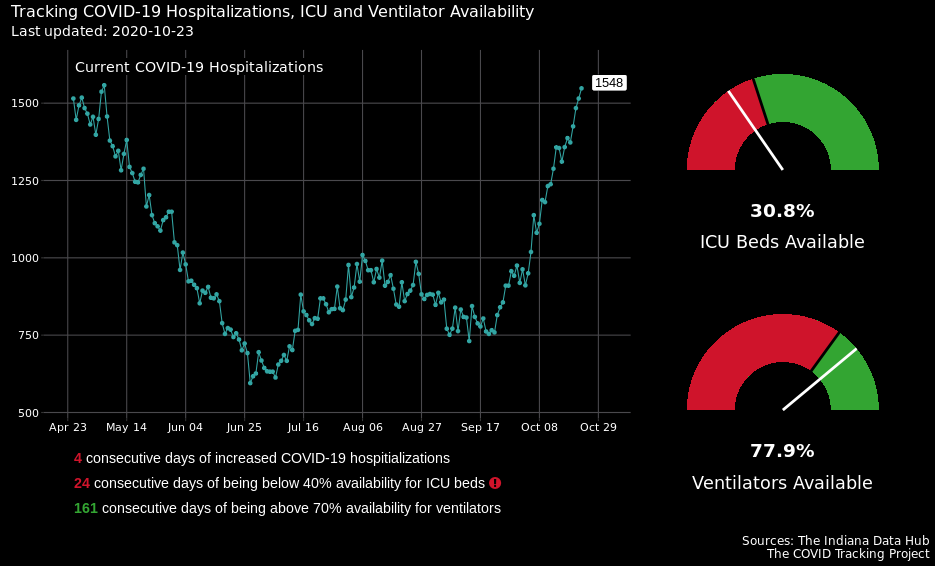 Tracking COVID-19 Hospitalizations, ICU and Ventilator Availability
Last updated: 2020-10-23
Current COVID-19 Hospitalizations
1548
1500
1250
1000
750
500
Apr 23 May 14 Jun 04 Jun 25 Jul 16 Aug 06 Aug 27 Sep 17 Oct 08 Oct 29
30.8%
ICU Beds Available
77.9%
Ventilators Available
4 consecutive days of increased COVID-19 hospitializations
24 consecutive days of being below 40% availability for ICU beds
161 consecutive days of being above 70% availability for ventilators
Sources: The Indiana Data Hub
The COVID Tracking Project